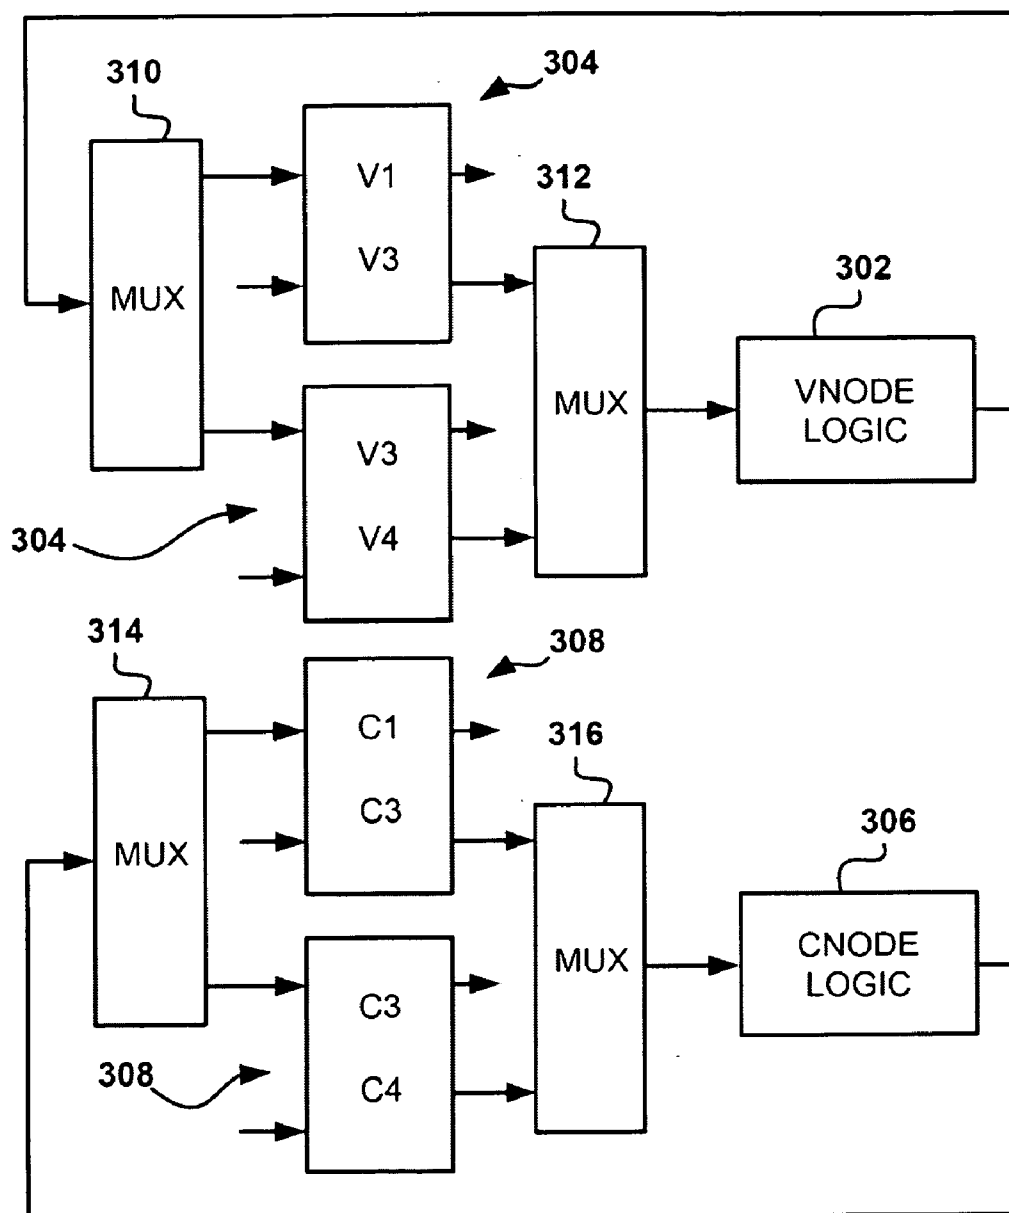 304
310
V1
312
V3
302
MUX
VNODE
LOGIC
MUX
V3
304
V4
314
308
C1
316
C3
306
MUX
CNODE
LOGIC
MUX
C3
308
C4